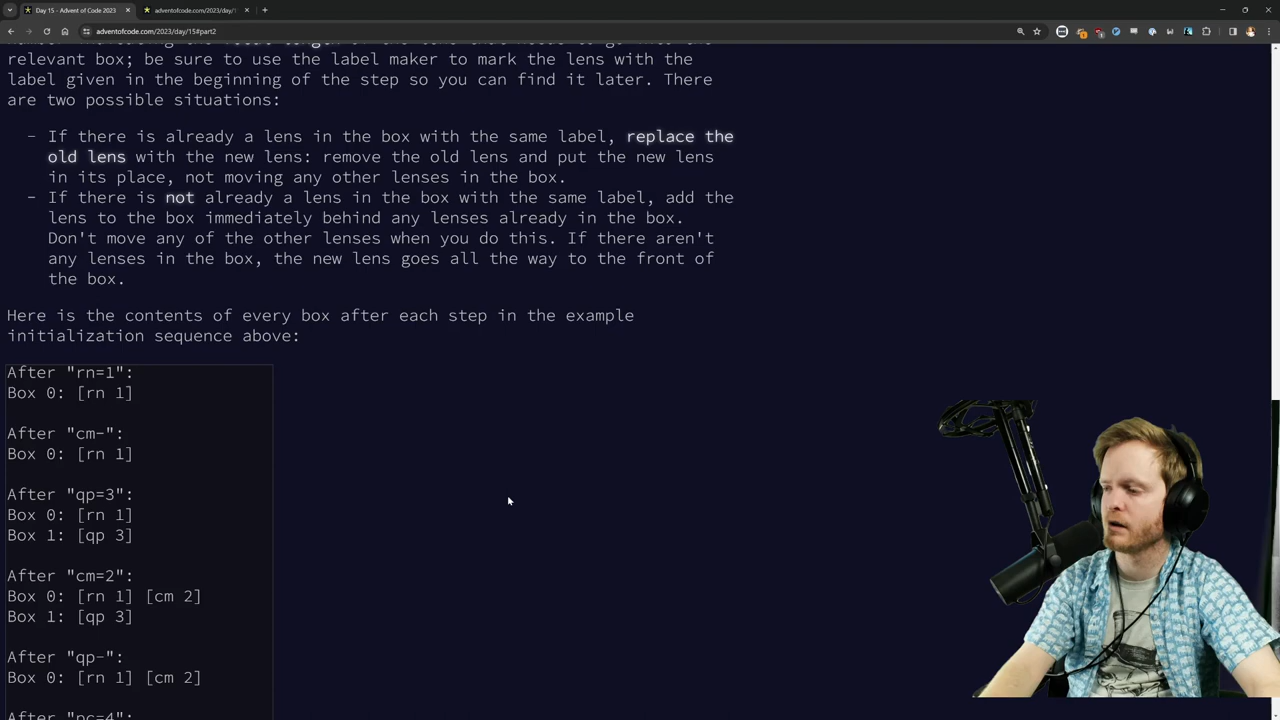 Day 15 - Advent of Code 2023
adventofcode.com/2023/day/
adventofcode.com/2023/day/15#part2
relevant box; be sure to use the label maker to mark the lens with the
label given in the beginning of the step so you can find it later. There
are two possible situations:
- If there is already a lens in the box with the same label, replace the
old lens with the new lens: remove the old lens and put the new lens
in its place, not moving any other lenses in the box.
- If there is not already a lens in the box with the same label, add the
lens to the box immediately behind any lenses already in the box.
Don't move any of the other lenses when you do this. If there aren't
any lenses in the box, the new lens goes all the way to the front of
the box.
Here is the contents of every box after each step in the example
initialization sequence above:
After "rn=1":
Box 0: [rn 1]
After "cm-":
Box 0: [rn 1]
After "qp=3":
Box 0: [rn 1]
Box 1: [qp 3]
After "cm=2":
Box 0: [rn 1] [cm 2]
Box 1: [qp 3]
After "qp-":
Box 0: [rn 1] [cm 2]
After "pc=4":